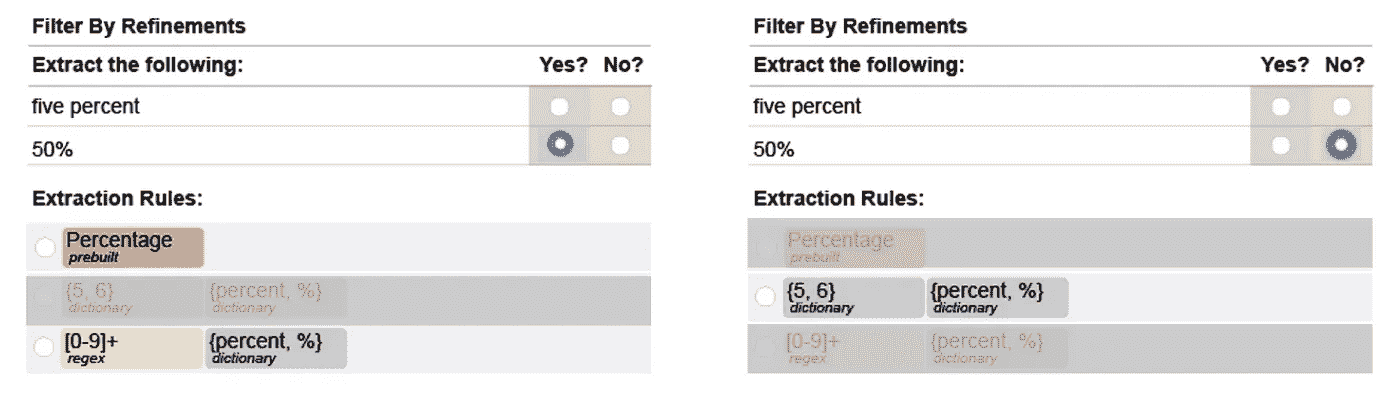 Filter By Refinements
Extract the following: Yes? No?
five percent
50%
Extraction Rules:
Percentage
prebuilt
{5, 6} {percent, %}
dictionary dictionary
[0-9]+ {percent, %}
regex dictionary
Filter By Refinements
Extract the following: Yes? No?
five percent
50%
Extraction Rules:
Percentage
prebuilt
{5, 6} {percent, %}
dictionary dictionary
[0-9]+ {percent, %}
regex dictionary